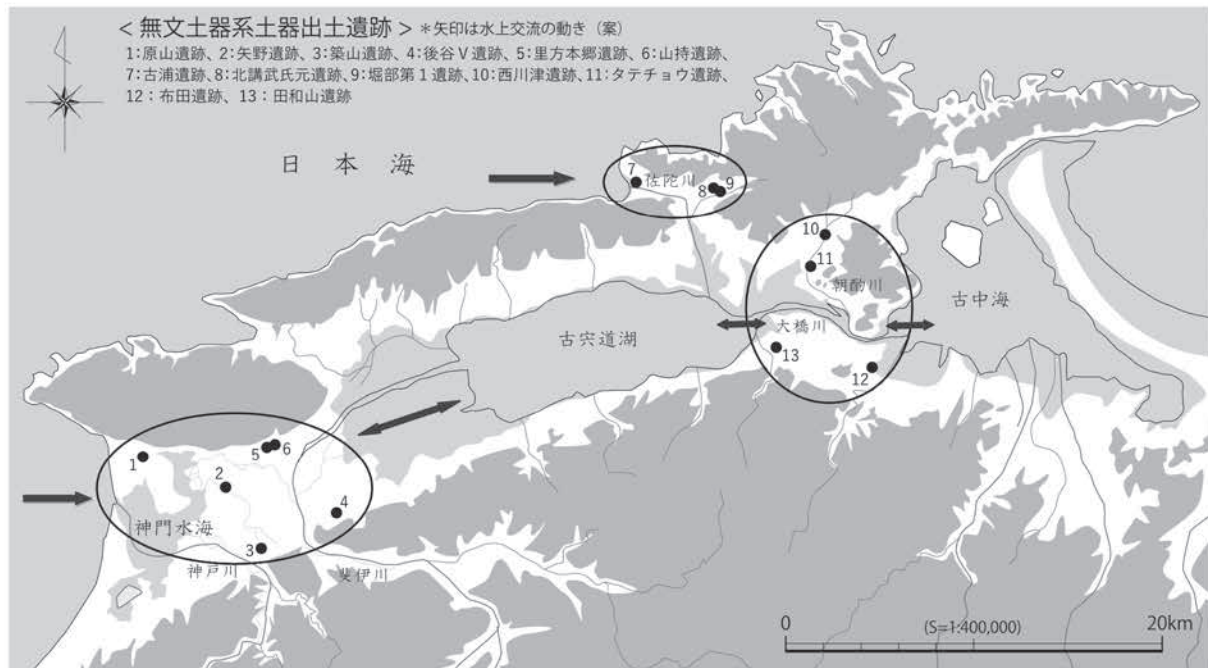 ＜無文土器系土器出土遺跡＞ ＊矢印は水上交流の動き（案）
1:原山遺跡、2:矢野遺跡、3:築山遺跡、4:後谷Ⅴ遺跡、5:里方本郷遺跡、6:山持遺跡、
7:古浦遺跡、8:北講武氏元遺跡、9:堀部第1遺跡、10:西川津遺跡、11:タテチョウ遺跡、
12：布田遺跡、13：田和山遺跡
日本海
7
佐陀川
8
9
10
11
朝酌川
古中海
大橋川
古宍道湖
13
12
5
6
1
2
4
神門水海
3
神戸川
斐伊川
0
(S=1:400,000)
20km